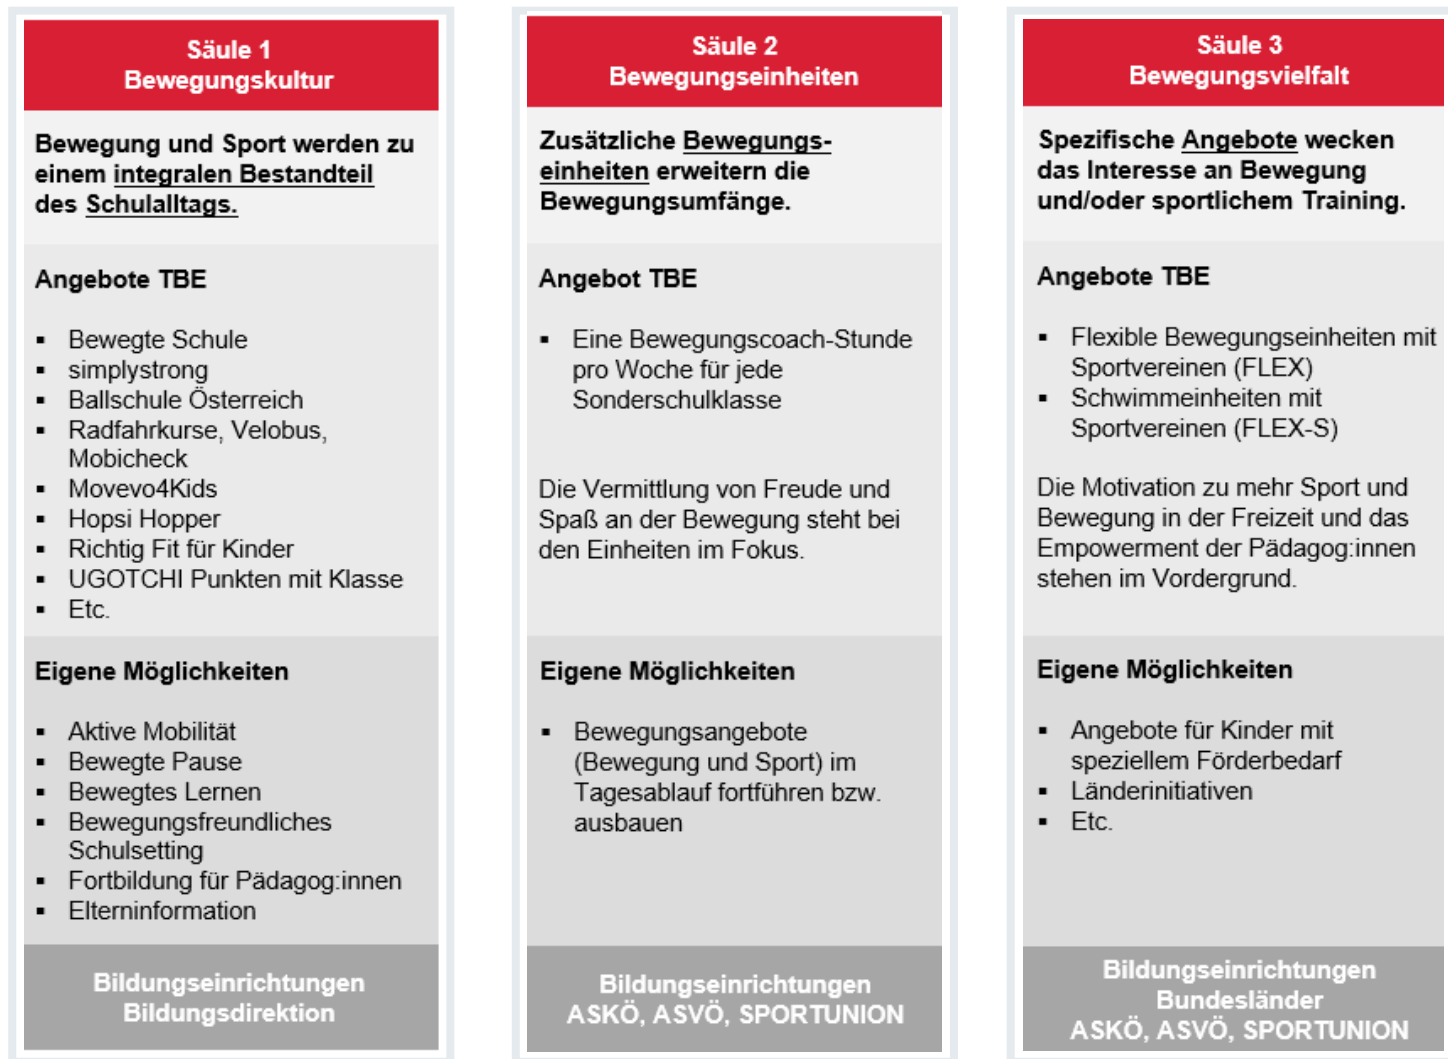 Säule 1
Bewegungskultur
Bewegung und Sport werden zu
einem integralen Bestandteil
des Schulalltags.
Angebote TBE
▪ Bewegte Schule
▪ simplystrong
▪ Ballschule Österreich
▪ Radfahrkurse, Velobus,
Mobicheck
▪ Movevo4Kids
▪ Hopsi Hopper
▪ Richtig Fit für Kinder
▪ UGOTCHI Punkten mit Klasse
▪ Etc.
Eigene Möglichkeiten
▪ Aktive Mobilität
▪ Bewegte Pause
▪ Bewegtes Lernen
▪ Bewegungsfreundliches
Schulsetting
▪ Fortbildung für Pädagog:innen
▪ Elterninformation
Bildungseinrichtungen
Bildungsdirektion
Säule 2
Bewegungseinheiten
Zusätzliche Bewegungs-
einheiten erweitern die
Bewegungsumfänge.
Angebot TBE
▪ Eine Bewegungscoach-Stunde
pro Woche für jede
Sonderschulklasse
Die Vermittlung von Freude und
Spaß an der Bewegung steht bei
den Einheiten im Fokus.
Eigene Möglichkeiten
▪ Bewegungsangebote
(Bewegung und Sport) im
Tagesablauf fortführen bzw.
ausbauen
Bildungseinrichtungen
ASKÖ, ASVÖ, SPORTUNION
Säule 3
Bewegungsvielfalt
Spezifische Angebote wecken
das Interesse an Bewegung
und/oder sportlichem Training.
Angebote TBE
▪ Flexible Bewegungseinheiten mit
Sportvereinen (FLEX)
▪ Schwimmeinheiten mit
Sportvereinen (FLEX-S)
Die Motivation zu mehr Sport und
Bewegung in der Freizeit und das
Empowerment der Pädagog:innen
stehen im Vordergrund.
Eigene Möglichkeiten
▪ Angebote für Kinder mit
speziellem Förderbedarf
▪ Länderinitiativen
▪ Etc.
Bildungseinrichtungen
Bundesländer
ASKÖ, ASVÖ, SPORTUNION